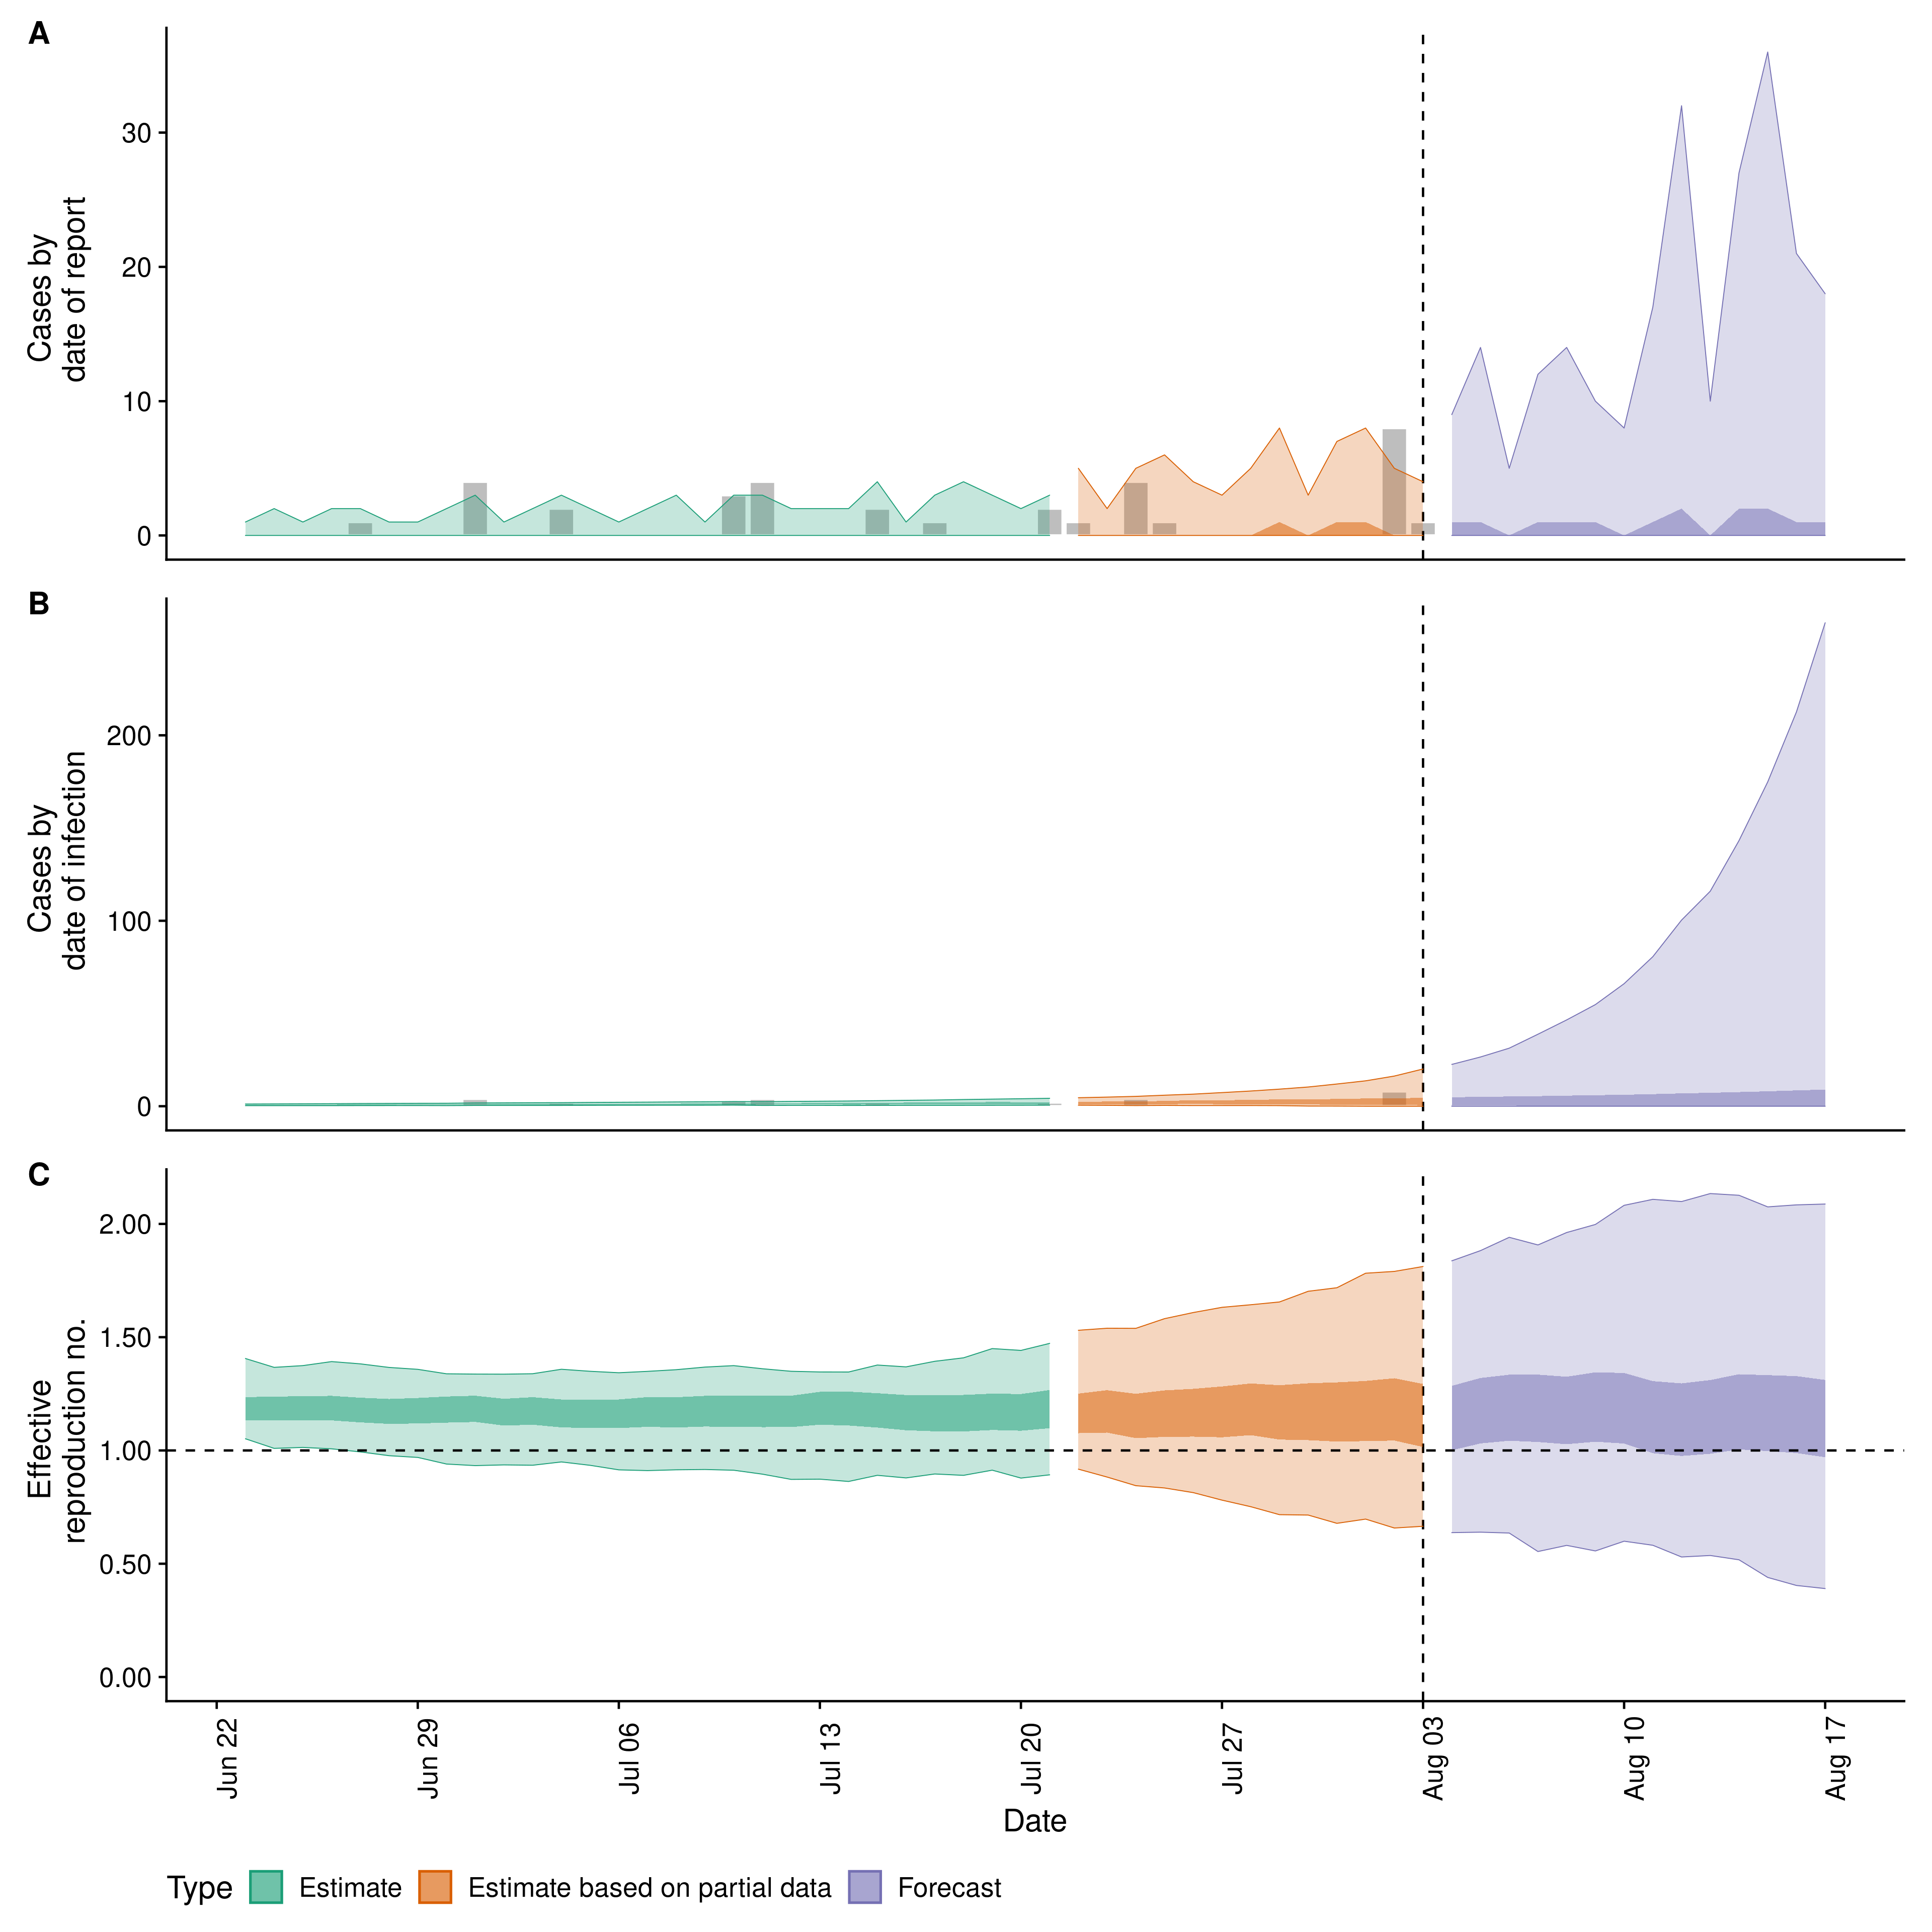 A
Cases by
date of report
30
20
10
0
B
Cases by
date of infection
200
100
0
C
Effective
reproduction no.
2.00
1.50
1.00
0.50
0.00
Jun 22
Jun 29
Jul 06
Jul 13
Jul 20
Jul 27
Aug 03
Aug 10
Aug 17
Date
Type
Estimate
Estimate based on partial data
Forecast